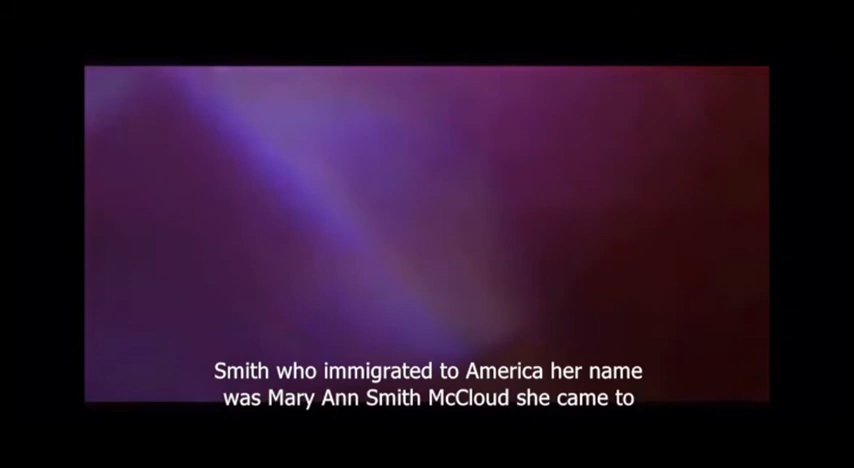 Smith who immigrated to America her name
was Mary Ann Smith McCloud she came to